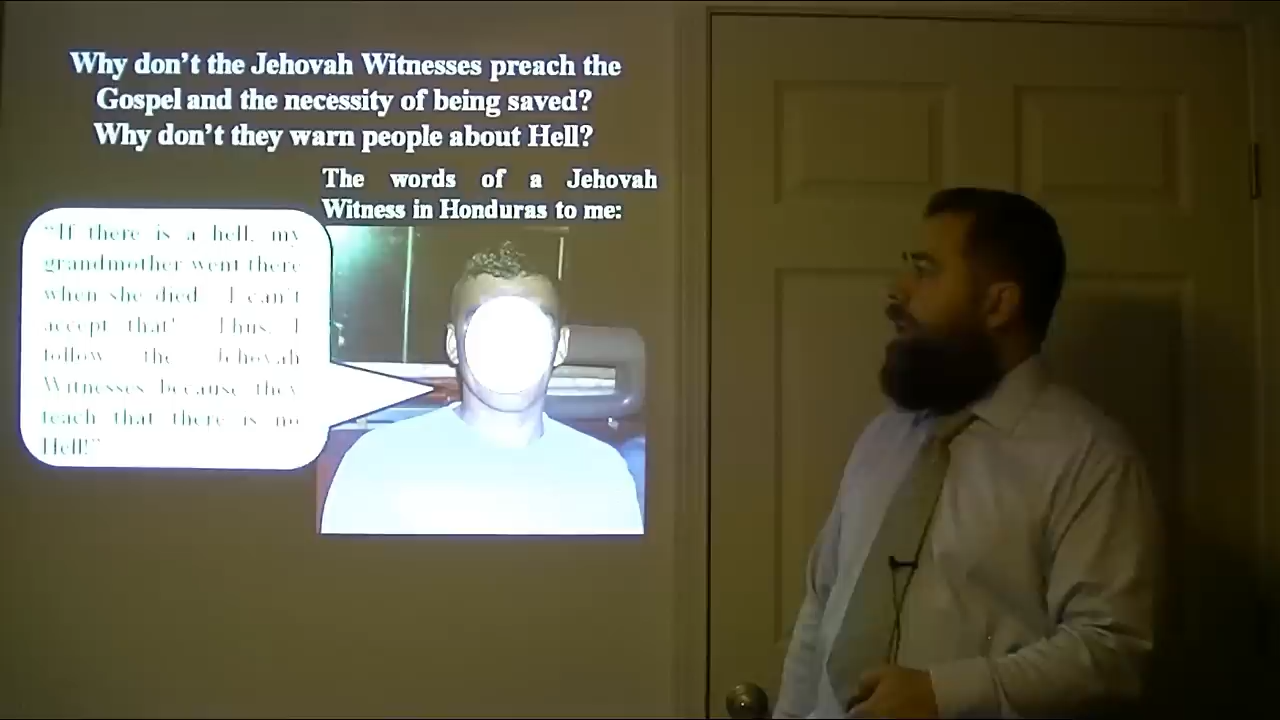 Why don't the Jehovah Witnesses preach the
Gospel and the necessity of being saved?
Why don't they warn people about Hell?
The words of a Jehovah
Witness in Honduras to me:
"If there is a hell, my
grandmother went there
when she died. I can't
accept that! Thus, I
follow the Jehovah
Witnesses because they
teach that there is no
Hell!"